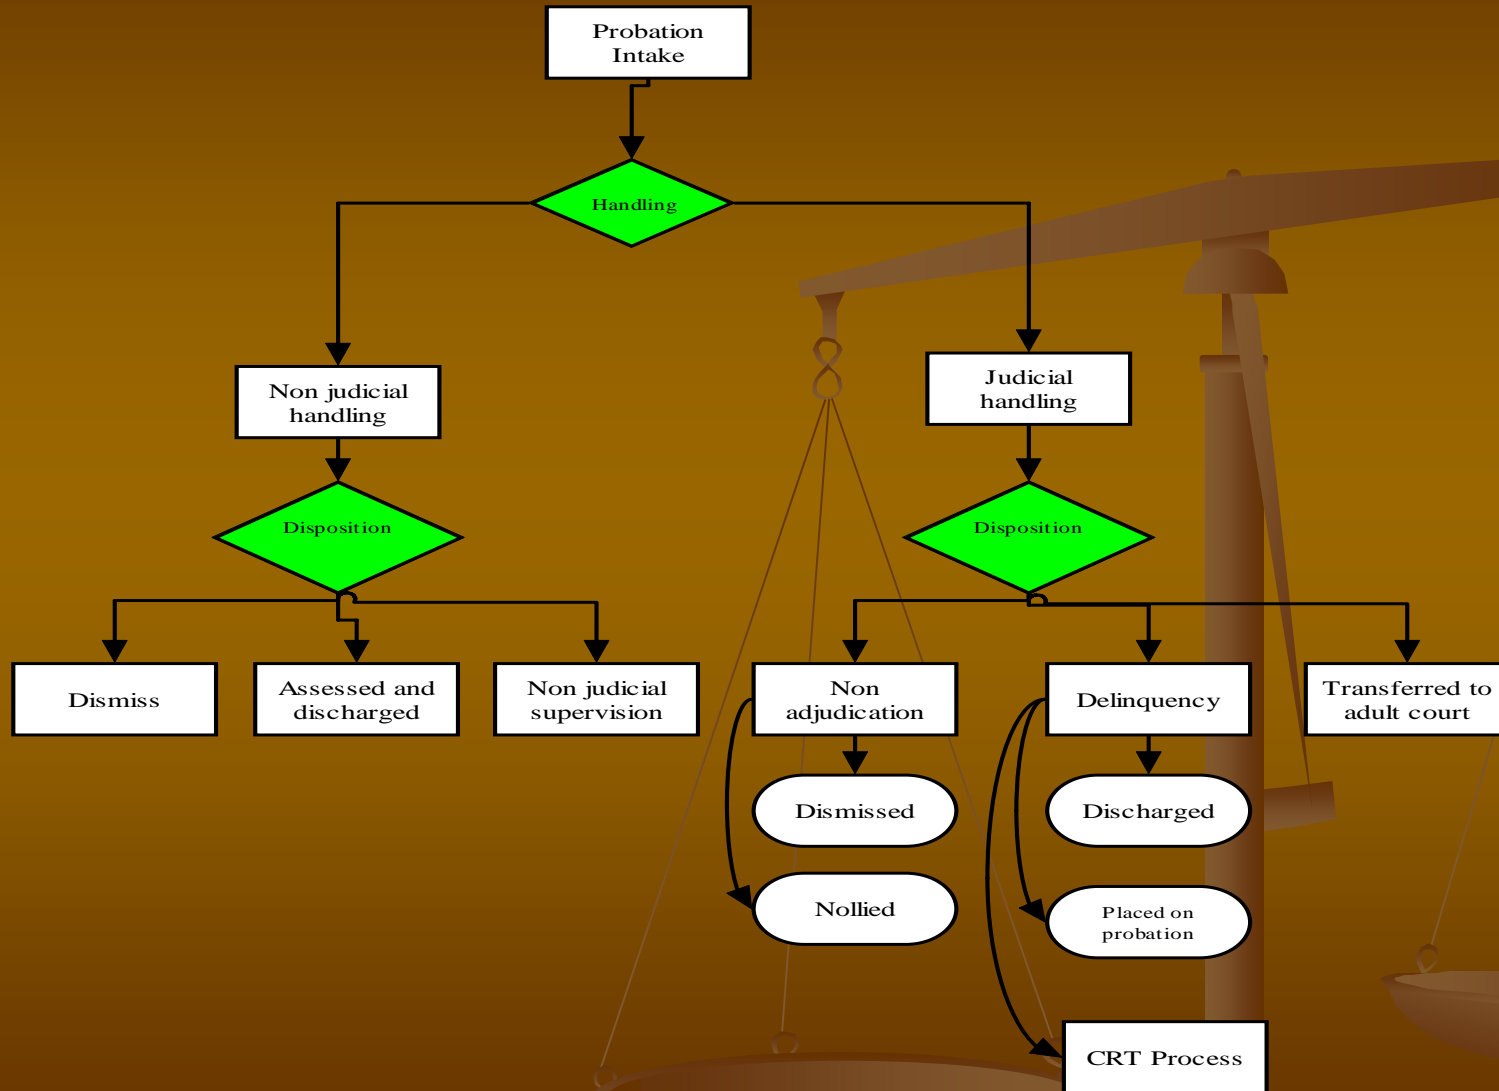 Probation
Intake
Handling
Non judicial
handling
Judicial
handling
Disposition
Disposition
Dismiss
Assessed and
discharged
Non judicial
supervision
Non
adjudication
Delinquency
Transferred to
adult court
Dismissed
Discharged
Nollied
Placed on
probation
CRT Process